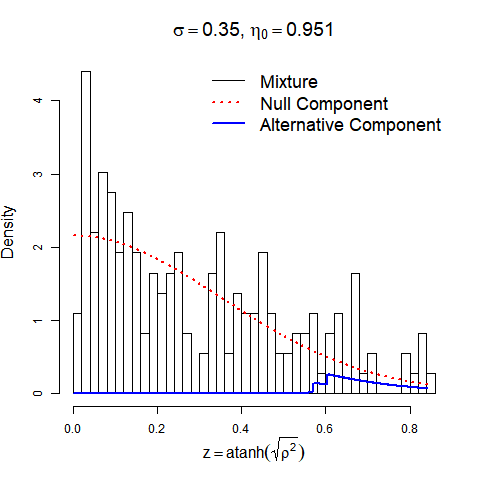 σ = 0.35, η₀ = 0.951
Mixture
Null Component
Alternative Component
Density
4
3
2
1
0
0.0 0.2 0.4 0.6 0.8
z = atanh(√ρ²)